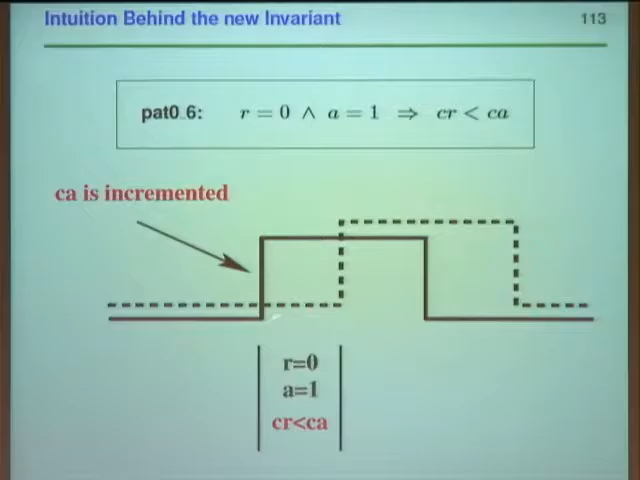 Intuition Behind the new Invariant
113
pat0_6: r = 0 ∧ a = 1 ⇒ cr < ca
ca is incremented
r=0
a=1
cr<ca